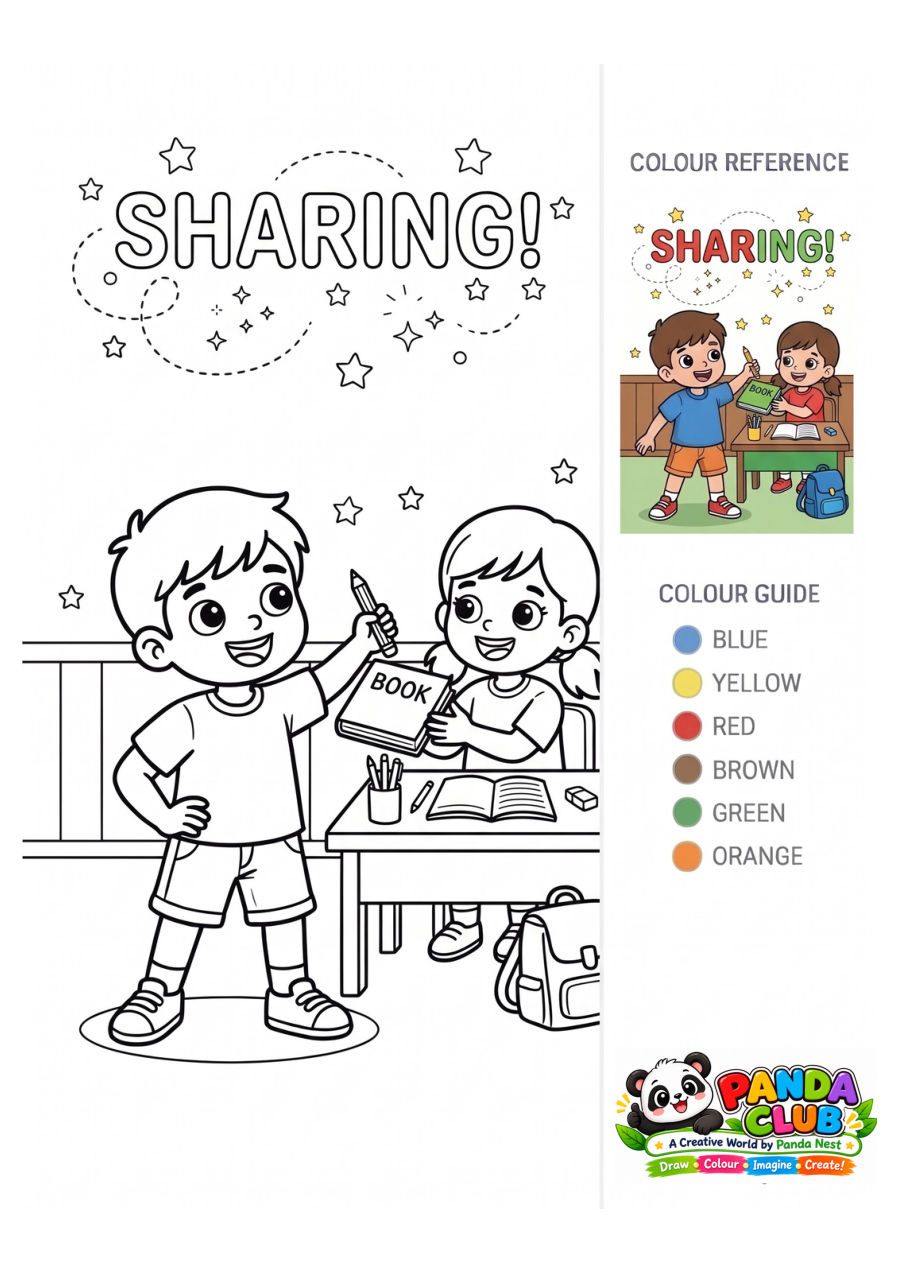 SHARING!
BOOK
COLOUR REFERENCE
SHARING!
BOOK
COLOUR GUIDE
BLUE
YELLOW
RED
BROWN
GREEN
ORANGE
PANDA
CLUB
A Creative World by Panda Nest
Draw • Colour • Imagine • Create!